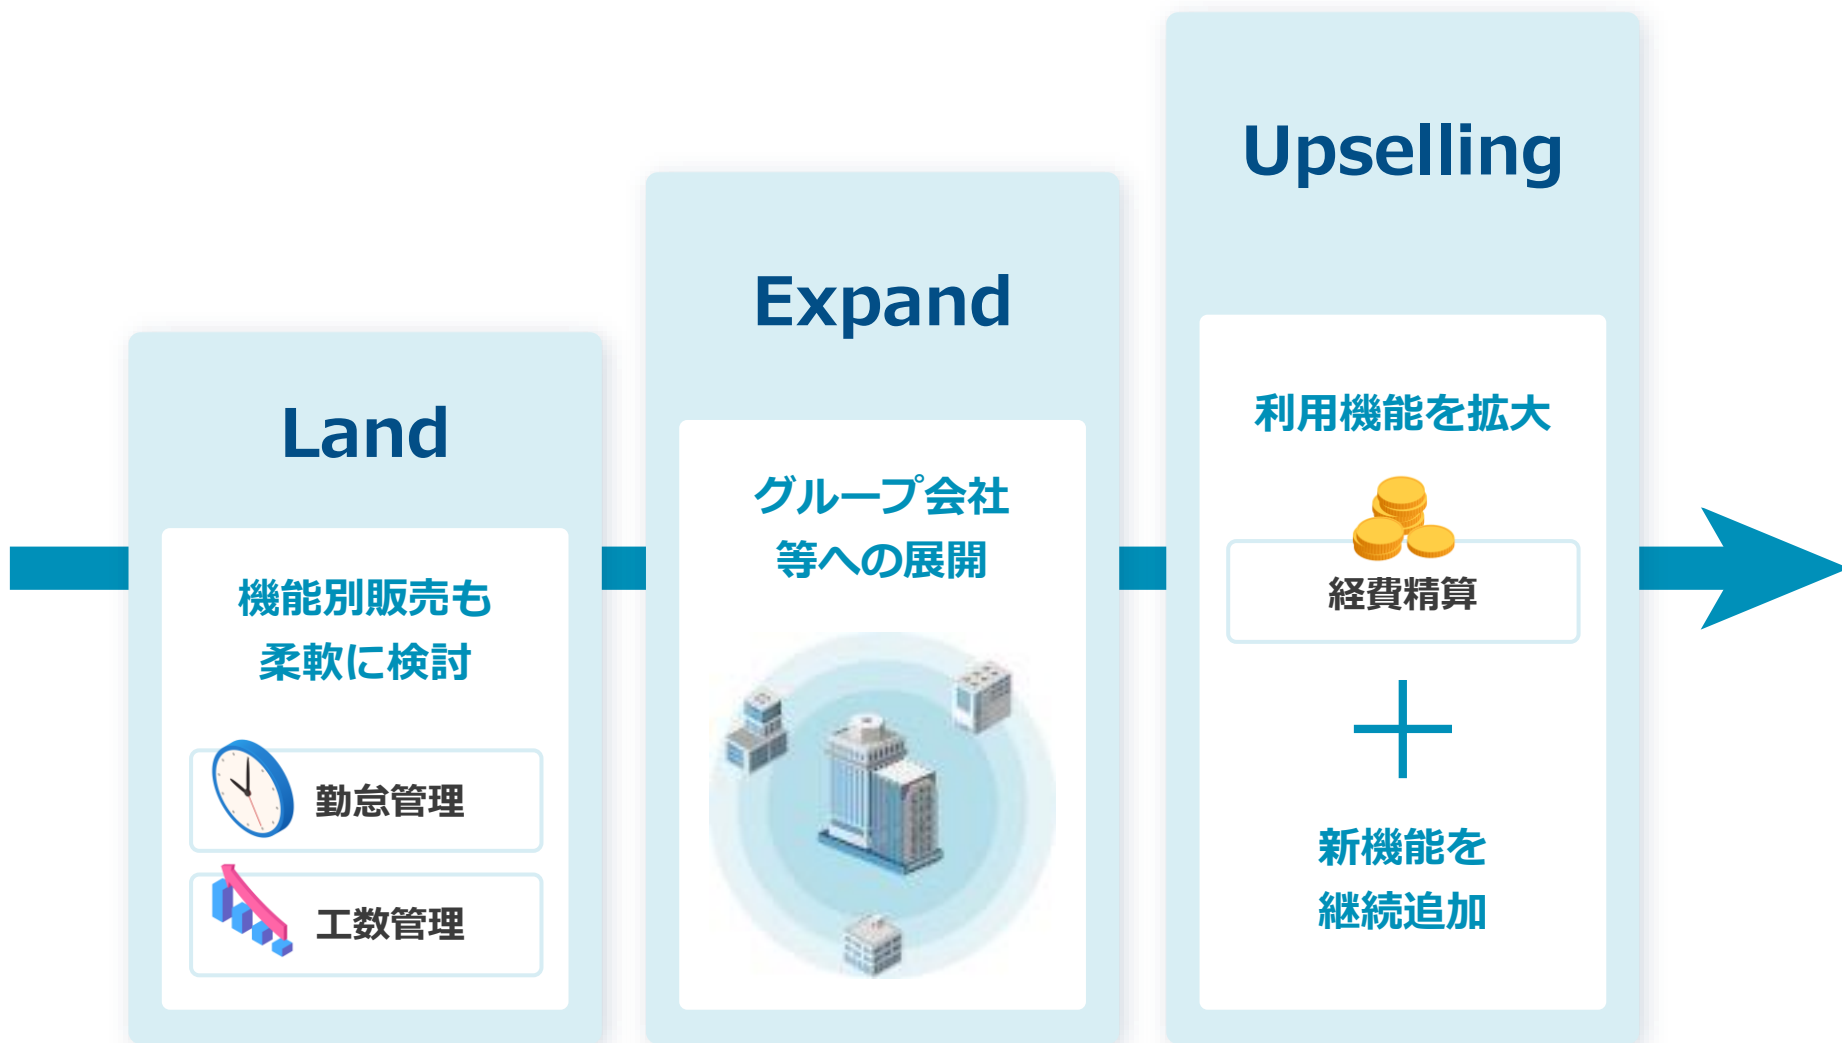 Land
機能別販売も
柔軟に検討
勤怠管理
工数管理
Expand
グループ会社
等への展開
Upselling
利用機能を拡大
経費精算
新機能を
継続追加